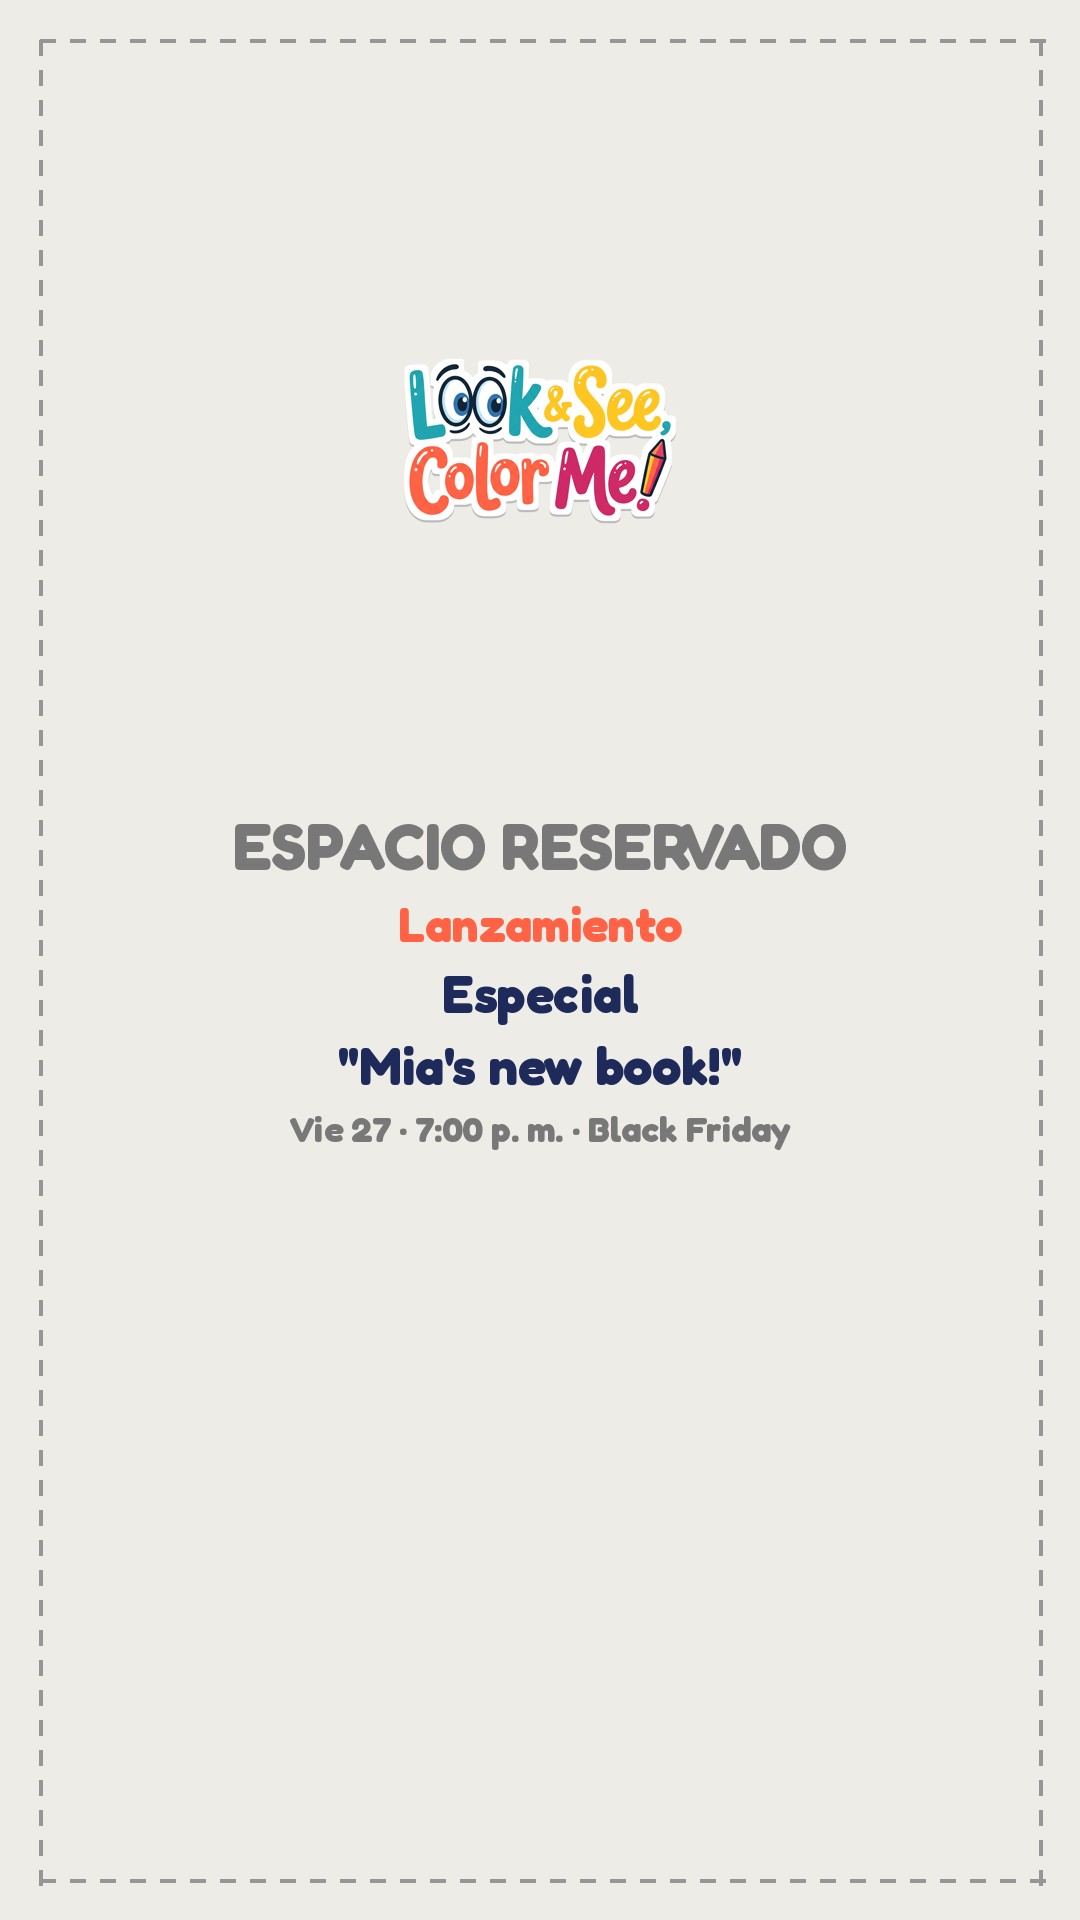 Look & See,
Color Me!
ESPACIO RESERVADO
Lanzamiento
Especial
"Mia's new book!"
Vie 27 · 7:00 p. m. · Black Friday